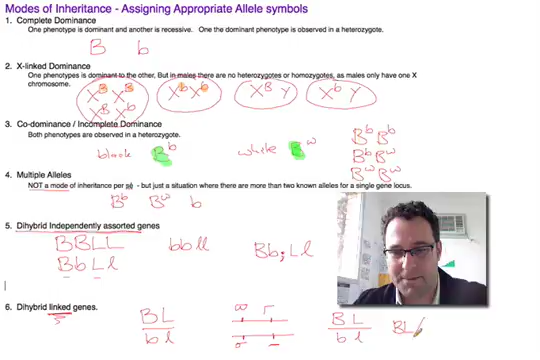 Modes of Inheritance - Assigning Appropriate Allele symbols
1. Complete Dominance
One phenotype is dominant and another is recessive. One the dominant phenotype is observed in a heterozygote.
B b
2. X-linked Dominance
One phenotypes is dominant to the other, But in males there are no heterozygotes or homozygotes, as males only have one X
chromosome.
X^B X^B X^b X^b X^B Y X^b Y
X^B X^b
3. Co-dominance / Incomplete Dominance
Both phenotypes are observed in a heterozygote.
black B^b white B^w
B^b B^b
B^b B^w
B^w B^w
4. Multiple Alleles
NOT a mode of inheritance per sé - but just a situation where there are more than two known alleles for a single gene locus.
B^b B^w b
5. Dihybrid Independently assorted genes
BBLL bbll Bb;Ll
BbLl
6. Dihybrid linked genes.
BL BL BL/
bl bl